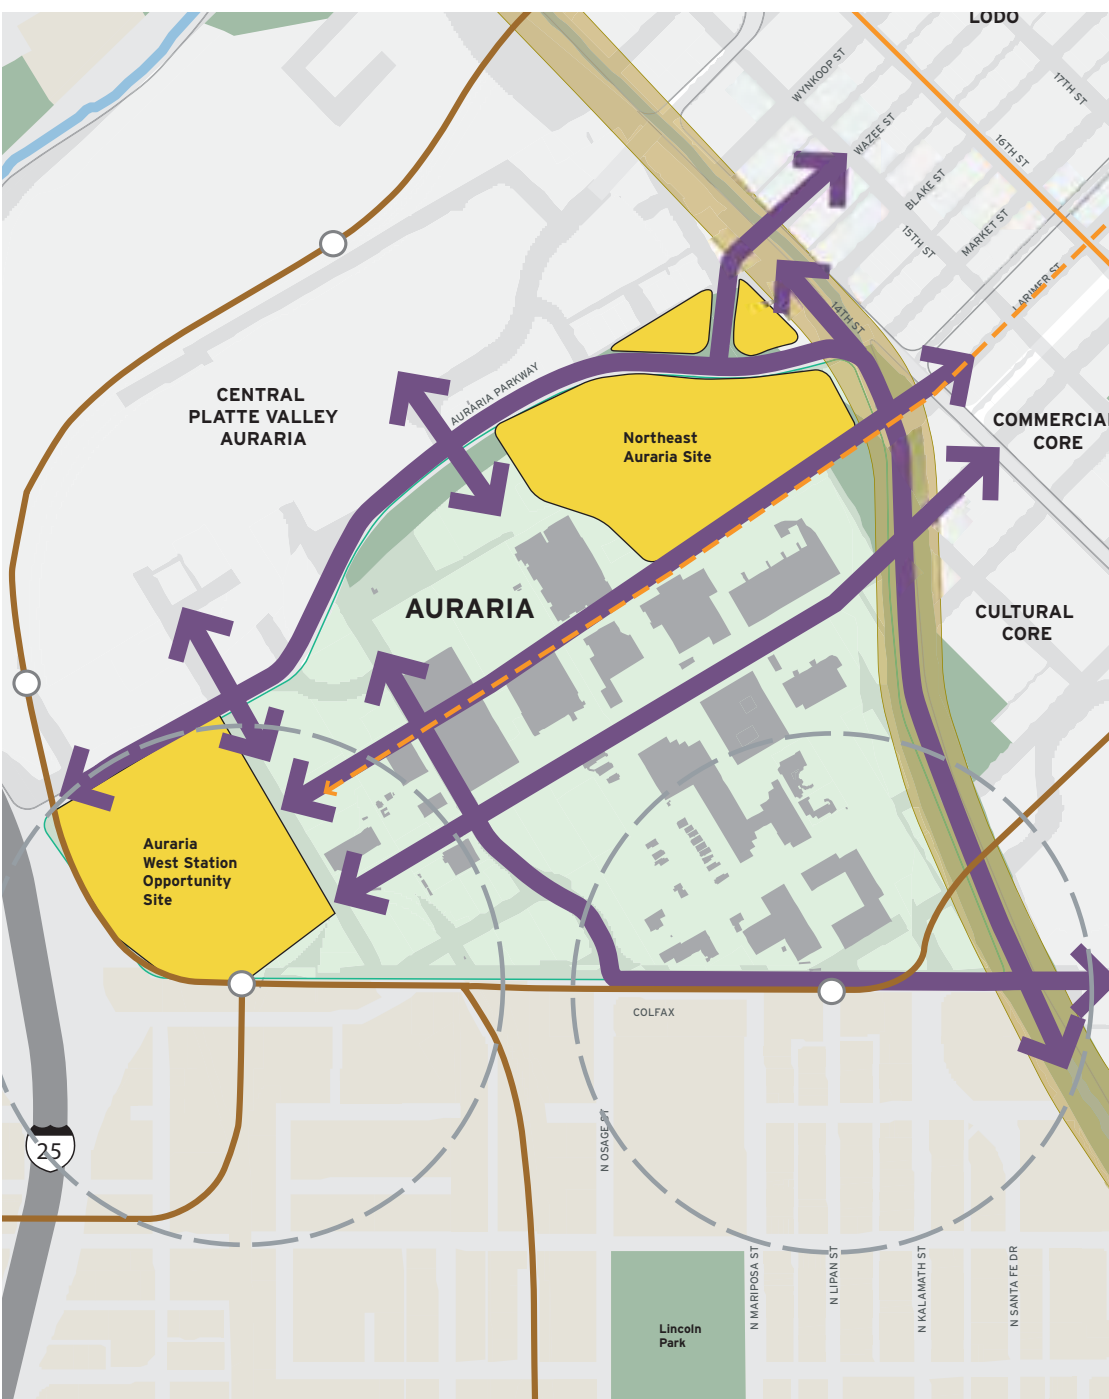 LODO
WYNKOOP ST
17TH ST
WAZEE ST
16TH ST
BLAKE ST
MARKET ST
15TH ST
LARIMER ST
14TH ST
AURARIA PARKWAY
CENTRAL
PLATTE VALLEY
AURARIA
Northeast
Auraria Site
COMMERCIAL
CORE
AURARIA
CULTURAL
CORE
Auraria
West Station
Opportunity
Site
COLFAX
25
N OSAGE ST
N MARIPOSA ST
N LIPAN ST
N KALAMATH ST
N SANTA FE DR
Lincoln
Park